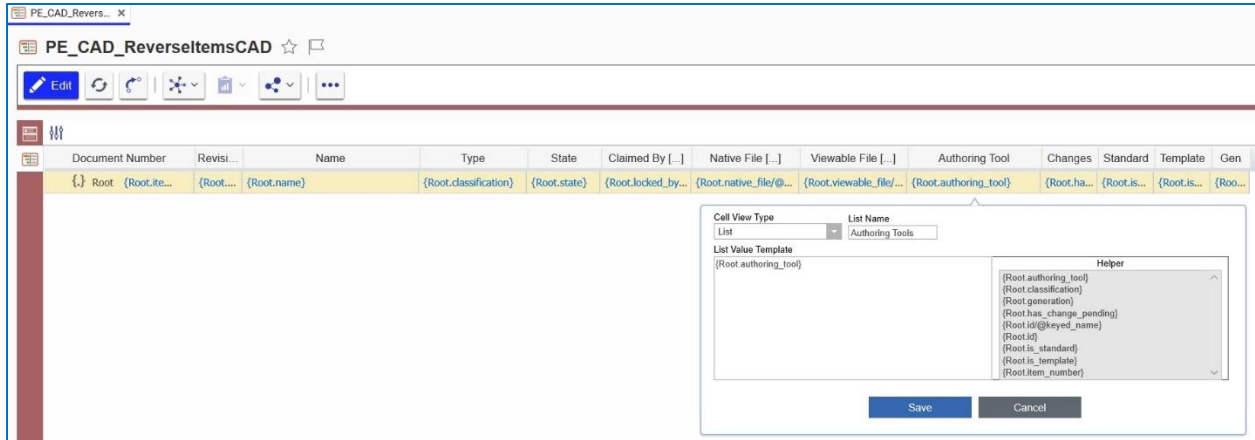 PE_CAD_Revers... ×
PE_CAD_ReverseItemsCAD
Edit
Document Number Revisi... Name Type State Claimed By [...] Native File [...] Viewable File [...] Authoring Tool Changes Standard Template Gen
{.} Root {Root.ite... {Root.... {Root.name} {Root.classification} {Root.state} {Root.locked_by... {Root.native_file/@... {Root.viewable_file/... {Root.authoring_tool} {Root.ha... {Root.is... {Root.is... {Roo...
Cell View Type List Name
List Authoring Tools
List Value Template
{Root.authoring_tool} Helper
{Root.authoring_tool}
{Root.classification}
{Root.generation}
{Root.has_change_pending}
{Root.id/@keyed_name}
{Root.id}
{Root.is_standard}
{Root.is_template}
{Root.item_number}
Save Cancel